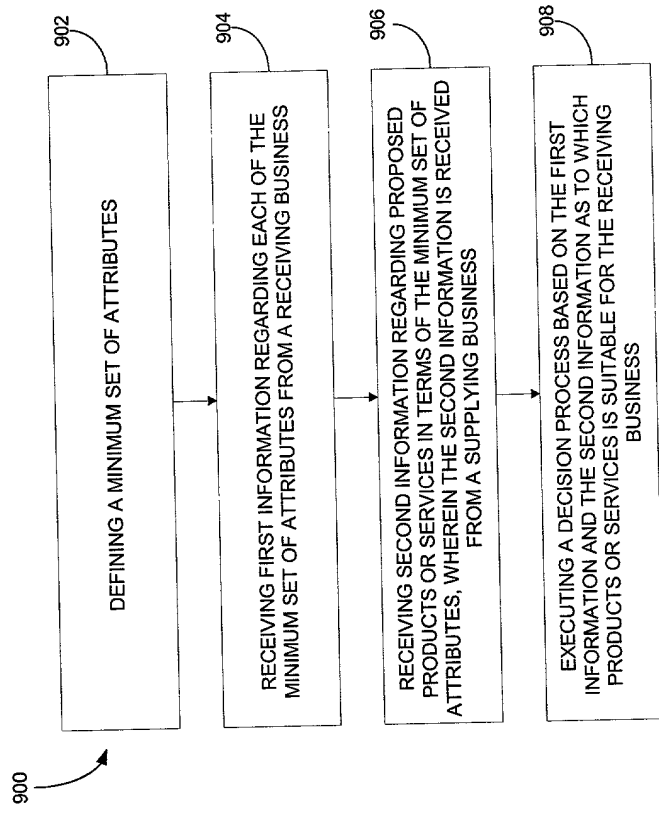 900
902
DEFINING A MINIMUM SET OF ATTRIBUTES
904
RECEIVING FIRST INFORMATION REGARDING EACH OF THE
MINIMUM SET OF ATTRIBUTES FROM A RECEIVING BUSINESS
906
RECEIVING SECOND INFORMATION REGARDING PROPOSED
PRODUCTS OR SERVICES IN TERMS OF THE MINIMUM SET OF
ATTRIBUTES, WHEREIN THE SECOND INFORMATION IS RECEIVED
FROM A SUPPLYING BUSINESS
908
EXECUTING A DECISION PROCESS BASED ON THE FIRST
INFORMATION AND THE SECOND INFORMATION AS TO WHICH
PRODUCTS OR SERVICES IS SUITABLE FOR THE RECEIVING
BUSINESS